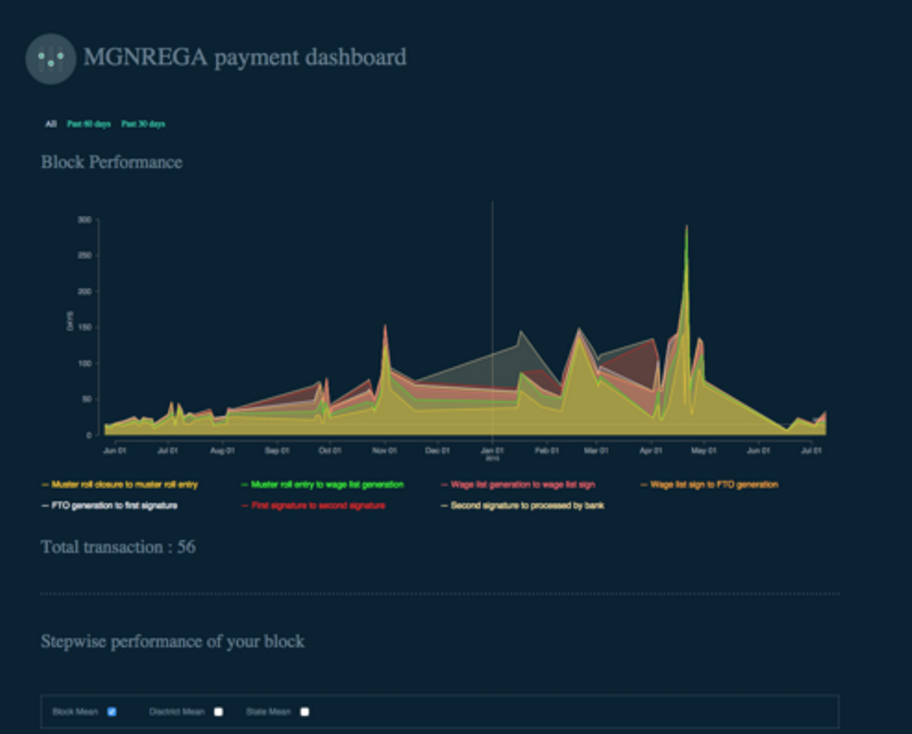 MGNREGA payment dashboard
All Past 60 days Past 30 days
Block Performance
300
250
200
150
100
50
0
DAYS
Jun 01 Jul 01 Aug 01 Sep 01 Oct 01 Nov 01 Dec 01 Jan 01 Feb 01 Mar 01 Apr 01 May 01 Jun 01 Jul 01
— Muster roll closure to muster roll entry — Muster roll entry to wage list generation — Wage list generation to wage list sign — Wage list sign to FTO generation
— FTO generation to first signature — First signature to second signature — Second signature to processed by bank
Total transaction : 56
Stepwise performance of your block
Block Mean Disctrict Mean State Mean